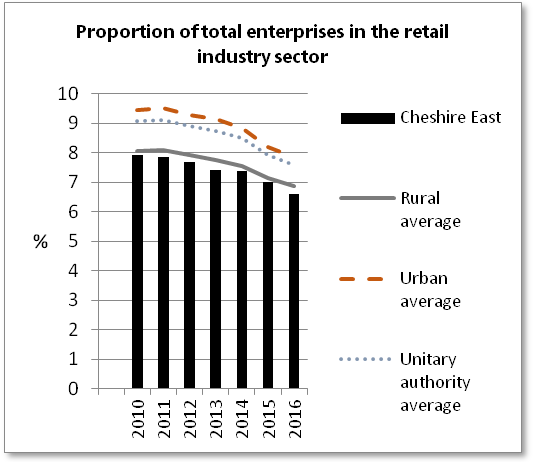 Proportion of total enterprises in the retail
industry sector
10
9
8
7
6
5
4
3
2
1
0
%
2010
2011
2012
2013
2014
2015
2016
Cheshire East
Rural
average
Urban
average
Unitary
authority
average